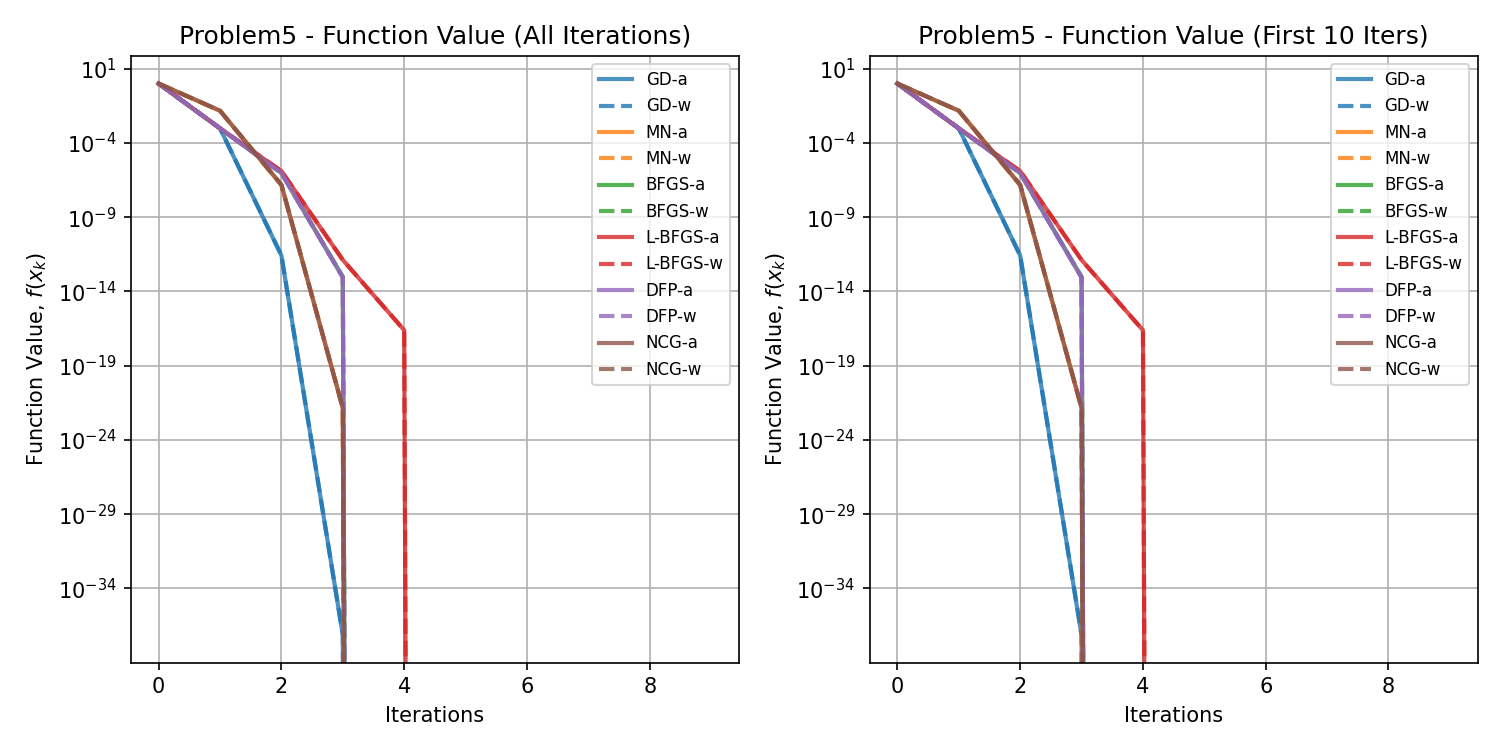 Problem5 - Function Value (All Iterations)
Function Value, f(x_k)
10^1
10^-4
10^-9
10^-14
10^-19
10^-24
10^-29
10^-34
GD-a
GD-w
MN-a
MN-w
BFGS-a
BFGS-w
L-BFGS-a
L-BFGS-w
DFP-a
DFP-w
NCG-a
NCG-w
0 2 4 6 8
Iterations
Problem5 - Function Value (First 10 Iters)
Function Value, f(x_k)
10^1
10^-4
10^-9
10^-14
10^-19
10^-24
10^-29
10^-34
GD-a
GD-w
MN-a
MN-w
BFGS-a
BFGS-w
L-BFGS-a
L-BFGS-w
DFP-a
DFP-w
NCG-a
NCG-w
0 2 4 6 8
Iterations